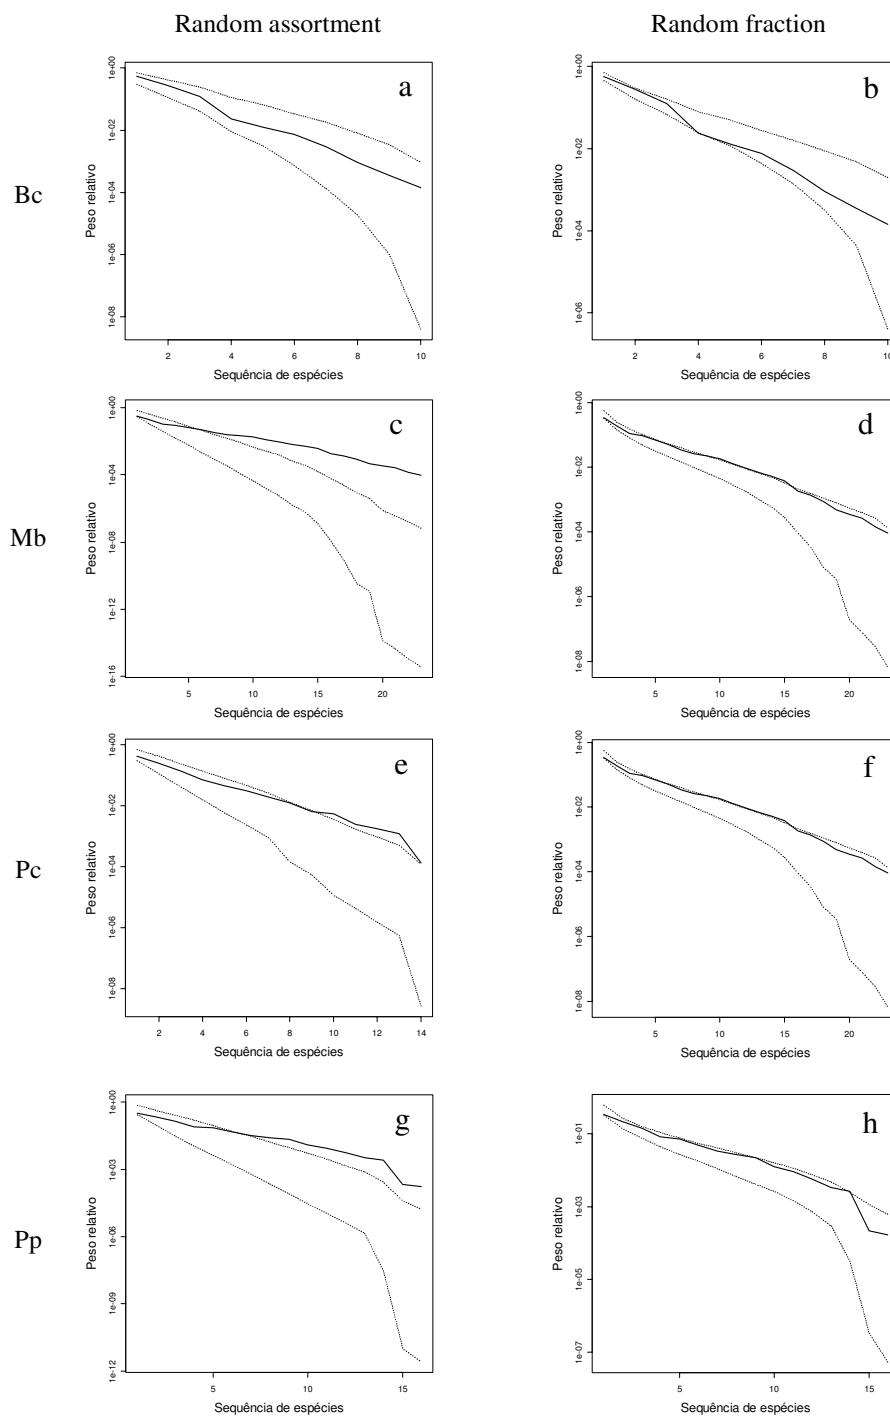 Random assortment
Random fraction
Bc
a
Peso relativo
1e+00
1e-02
1e-04
1e-06
1e-08
2 4 6 8 10
Sequência de espécies
b
Peso relativo
1e+00
1e-02
1e-04
1e-06
2 4 6 8 10
Sequência de espécies
Mb
c
Peso relativo
1e+00
1e-04
1e-08
1e-12
1e-16
5 10 15 20
Sequência de espécies
d
Peso relativo
1e+00
1e-02
1e-04
1e-06
1e-08
5 10 15 20
Sequência de espécies
Pc
e
Peso relativo
1e+00
1e-02
1e-04
1e-06
1e-08
2 4 6 8 10 12 14
Sequência de espécies
f
Peso relativo
1e+00
1e-02
1e-04
1e-06
1e-08
5 10 15 20
Sequência de espécies
Pp
g
Peso relativo
1e+00
1e-03
1e-06
1e-09
1e-12
5 10 15
Sequência de espécies
h
Peso relativo
1e-01
1e-03
1e-05
1e-07
5 10 15
Sequência de espécies